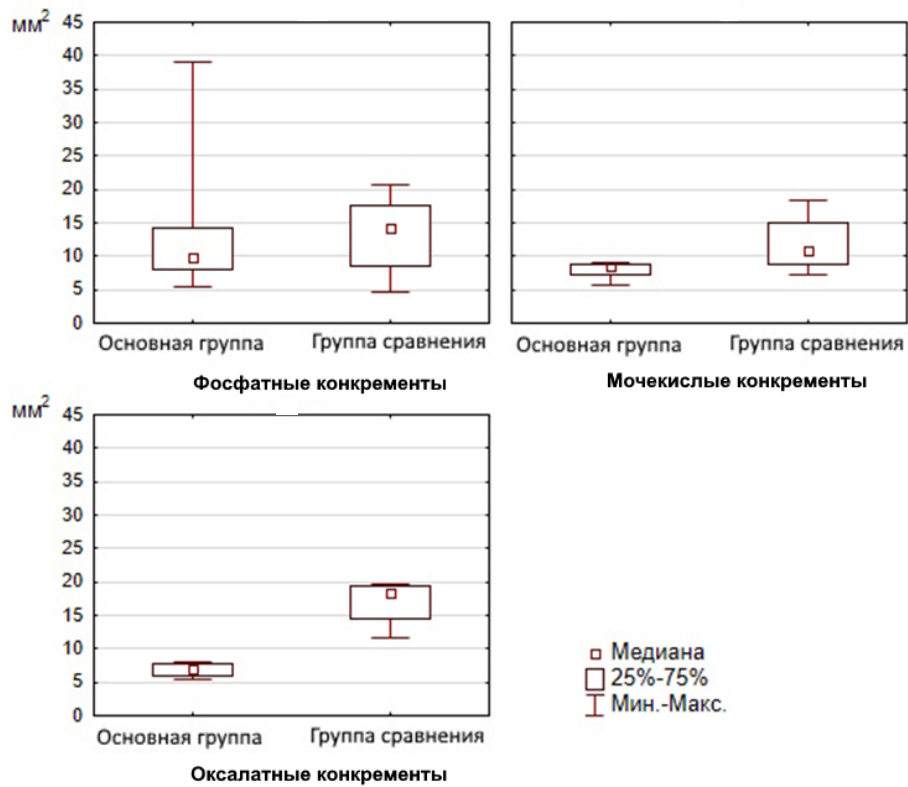 мм²
45
40
35
30
25
20
15
10
5
0
Основная группа Группа сравнения
Фосфатные конкременты
Основная группа Группа сравнения
Мочекислые конкременты
мм²
45
40
35
30
25
20
15
10
5
0
Основная группа Группа сравнения
Оксалатные конкременты
Медиана
25%-75%
Мин.-Макс.